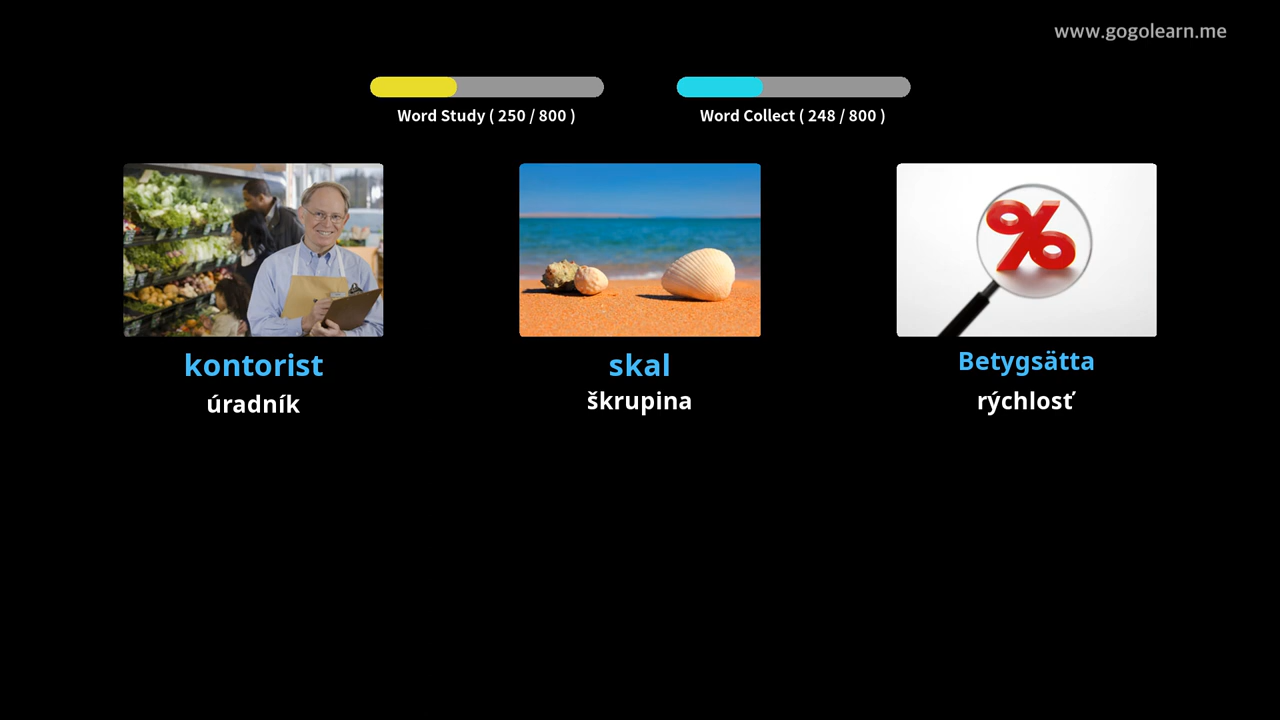 www.gogolearn.me
Word Study ( 250 / 800 )
Word Collect ( 248 / 800 )
kontorist
skal
Betygsätta
úradník
škrupina
rýchlosť
%